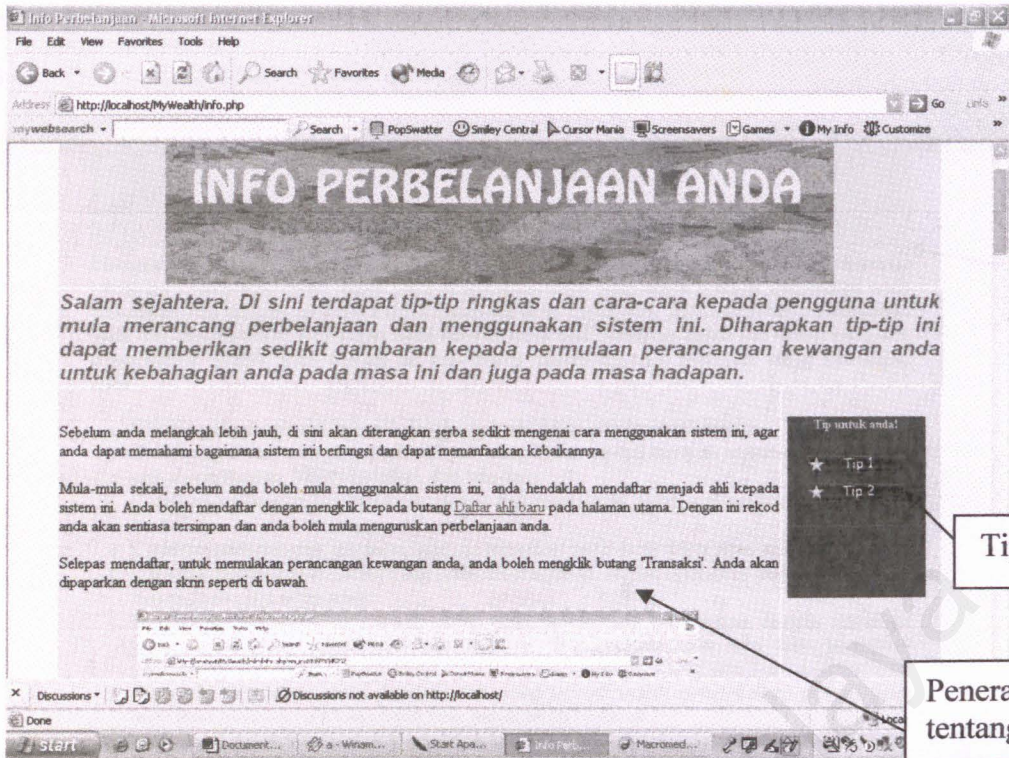 Info Perbelanjaan - Microsoft Internet Explorer
File Edit View Favorites Tools Help
Back Search Favorites Media
Address http://localhost/MyWealth/info.php Go Links
mywebsearch Search PopSwatter Smiley Central Cursor Mania Screensavers Games My Info Customize
INFO PERBELANJAAN ANDA
Salam sejahtera. Di sini terdapat tip-tip ringkas dan cara-cara kepada pengguna untuk
mula merancang perbelanjaan dan menggunakan sistem ini. Diharapkan tip-tip ini
dapat memberikan sedikit gambaran kepada permulaan perancangan kewangan anda
untuk kebahagian anda pada masa ini dan juga pada masa hadapan.
Sebelum anda melangkah lebih jauh, di sini akan diterangkan serba sedikit mengenai cara menggunakan sistem ini, agar
anda dapat memahami bagaimana sistem ini berfungsi dan dapat memanfaatkan kebaikannya.
Mula-mula sekali, sebelum anda boleh mula menggunakan sistem ini, anda hendaklah mendaftar menjadi ahli kepada
sistem ini. Anda boleh mendaftar dengan mengklik kepada butang Daftar ahli baru pada halaman utama. Dengan ini rekod
anda akan sentiasa tersimpan dan anda boleh mula menguruskan perbelanjaan anda.
Selepas mendaftar, untuk memulakan perancangan kewangan anda, anda boleh mengklik butang 'Transaksi'. Anda akan
dipaparkan dengan skrin seperti di bawah.
Tip untuk anda!
Tip 1
Tip 2
Ti
Penera
tentang
Discussions Discussions not available on http://localhost/
Done Loca
start Document... a - Winam... Start Apa... Info Perb... Macromed...